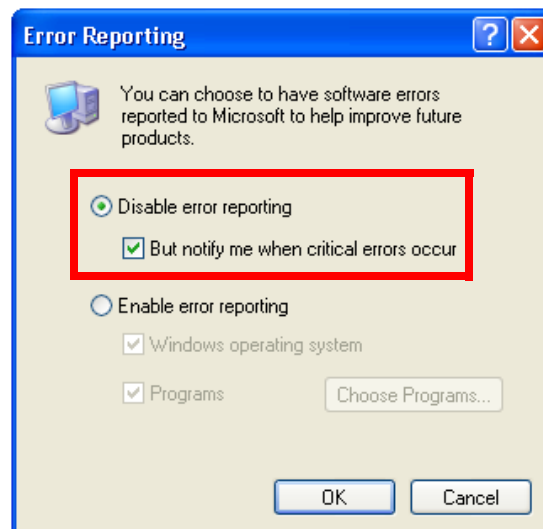 Error Reporting
You can choose to have software errors
reported to Microsoft to help improve future
products.
Disable error reporting
But notify me when critical errors occur
Enable error reporting
Windows operating system
Programs
Choose Programs...
OK
Cancel